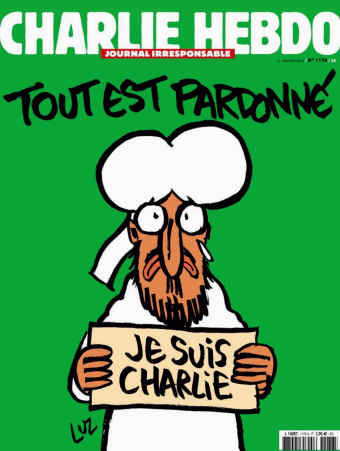 CHARLIE HEBDO
JOURNAL IRRESPONSABLE
TOUT EST PARDONNÉ
JE SUIS
CHARLIE
LUZ